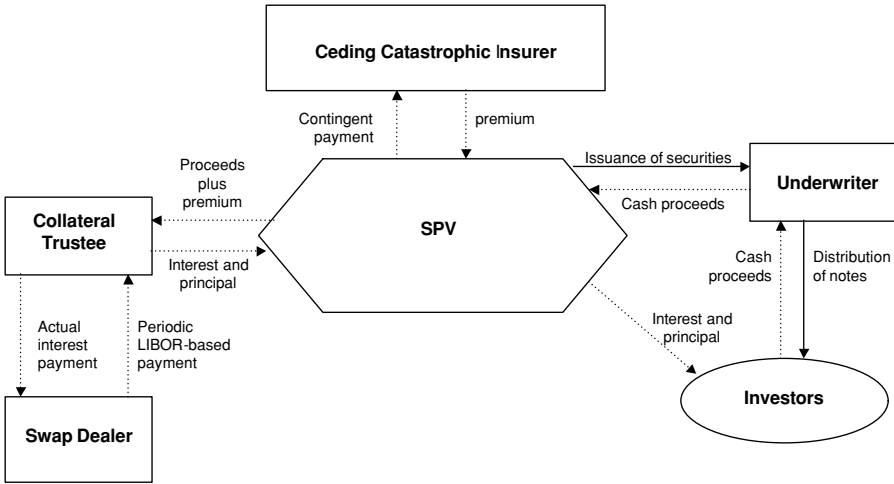 Ceding Catastrophic Insurer
Contingent
payment
premium
Proceeds
plus
premium
Issuance of securities
Underwriter
Cash proceeds
Collateral
Trustee
SPV
Interest and
principal
Cash
proceeds
Distribution
of notes
Actual
interest
payment
Periodic
LIBOR-based
payment
Interest and
principal
Investors
Swap Dealer